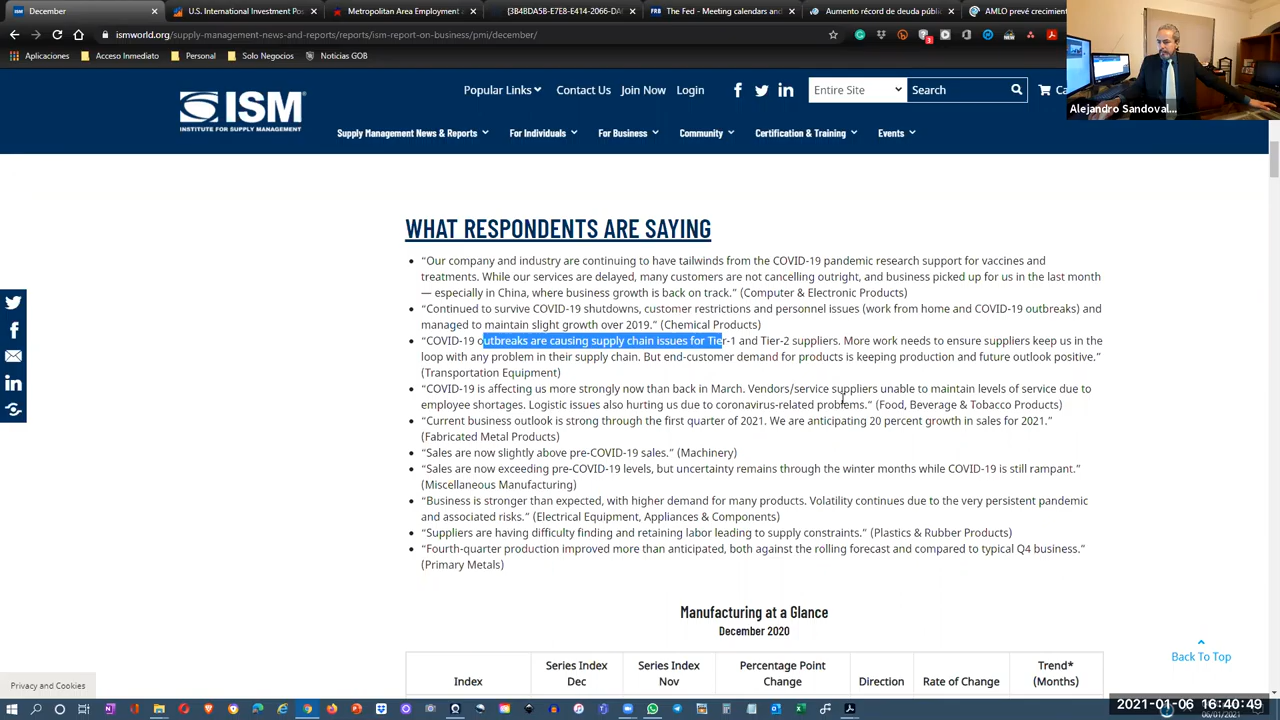 December
U.S. International Investment Pos
Metropolitan Area Employment
{3B4BDA5B-E7E8-E414-2066-DA
FRB The Fed - Meeting calendars an
Aumento récord de deuda públi
AMLO prevé crecimien
ismworld.org/supply-management-news-and-reports/reports/ism-report-on-business/pmi/december/
Aplicaciones Acceso Inmediato Personal Solo Negocios Noticias GOB
Alejandro Sandoval...
ISM
INSTITUTE FOR SUPPLY MANAGEMENT
Popular Links Contact Us Join Now Login Entire Site Search Ca
Supply Management News & Reports For Individuals For Business Community Certification & Training Events
WHAT RESPONDENTS ARE SAYING
• “Our company and industry are continuing to have tailwinds from the COVID-19 pandemic research support for vaccines and
treatments. While our services are delayed, many customers are not cancelling outright, and business picked up for us in the last month
— especially in China, where business growth is back on track.” (Computer & Electronic Products)
• “Continued to survive COVID-19 shutdowns, customer restrictions and personnel issues (work from home and COVID-19 outbreaks) and
managed to maintain slight growth over 2019.” (Chemical Products)
• “COVID-19 outbreaks are causing supply chain issues for Tier-1 and Tier-2 suppliers. More work needs to ensure suppliers keep us in the
loop with any problem in their supply chain. But end-customer demand for products is keeping production and future outlook positive.”
(Transportation Equipment)
• “COVID-19 is affecting us more strongly now than back in March. Vendors/service suppliers unable to maintain levels of service due to
employee shortages. Logistic issues also hurting us due to coronavirus-related problems.” (Food, Beverage & Tobacco Products)
• “Current business outlook is strong through the first quarter of 2021. We are anticipating 20 percent growth in sales for 2021.”
(Fabricated Metal Products)
• “Sales are now slightly above pre-COVID-19 sales.” (Machinery)
• “Sales are now exceeding pre-COVID-19 levels, but uncertainty remains through the winter months while COVID-19 is still rampant.”
(Miscellaneous Manufacturing)
• “Business is stronger than expected, with higher demand for many products. Volatility continues due to the very persistent pandemic
and associated risks.” (Electrical Equipment, Appliances & Components)
• “Suppliers are having difficulty finding and retaining labor leading to supply constraints.” (Plastics & Rubber Products)
• “Fourth-quarter production improved more than anticipated, both against the rolling forecast and compared to typical Q4 business.”
(Primary Metals)
Manufacturing at a Glance
December 2020
Index
Series Index
Dec
Series Index
Nov
Percentage Point
Change
Direction
Rate of Change
Trend*
(Months)
Back To Top
Privacy and Cookies
2021-01-06 16:40:49
06/01/2021